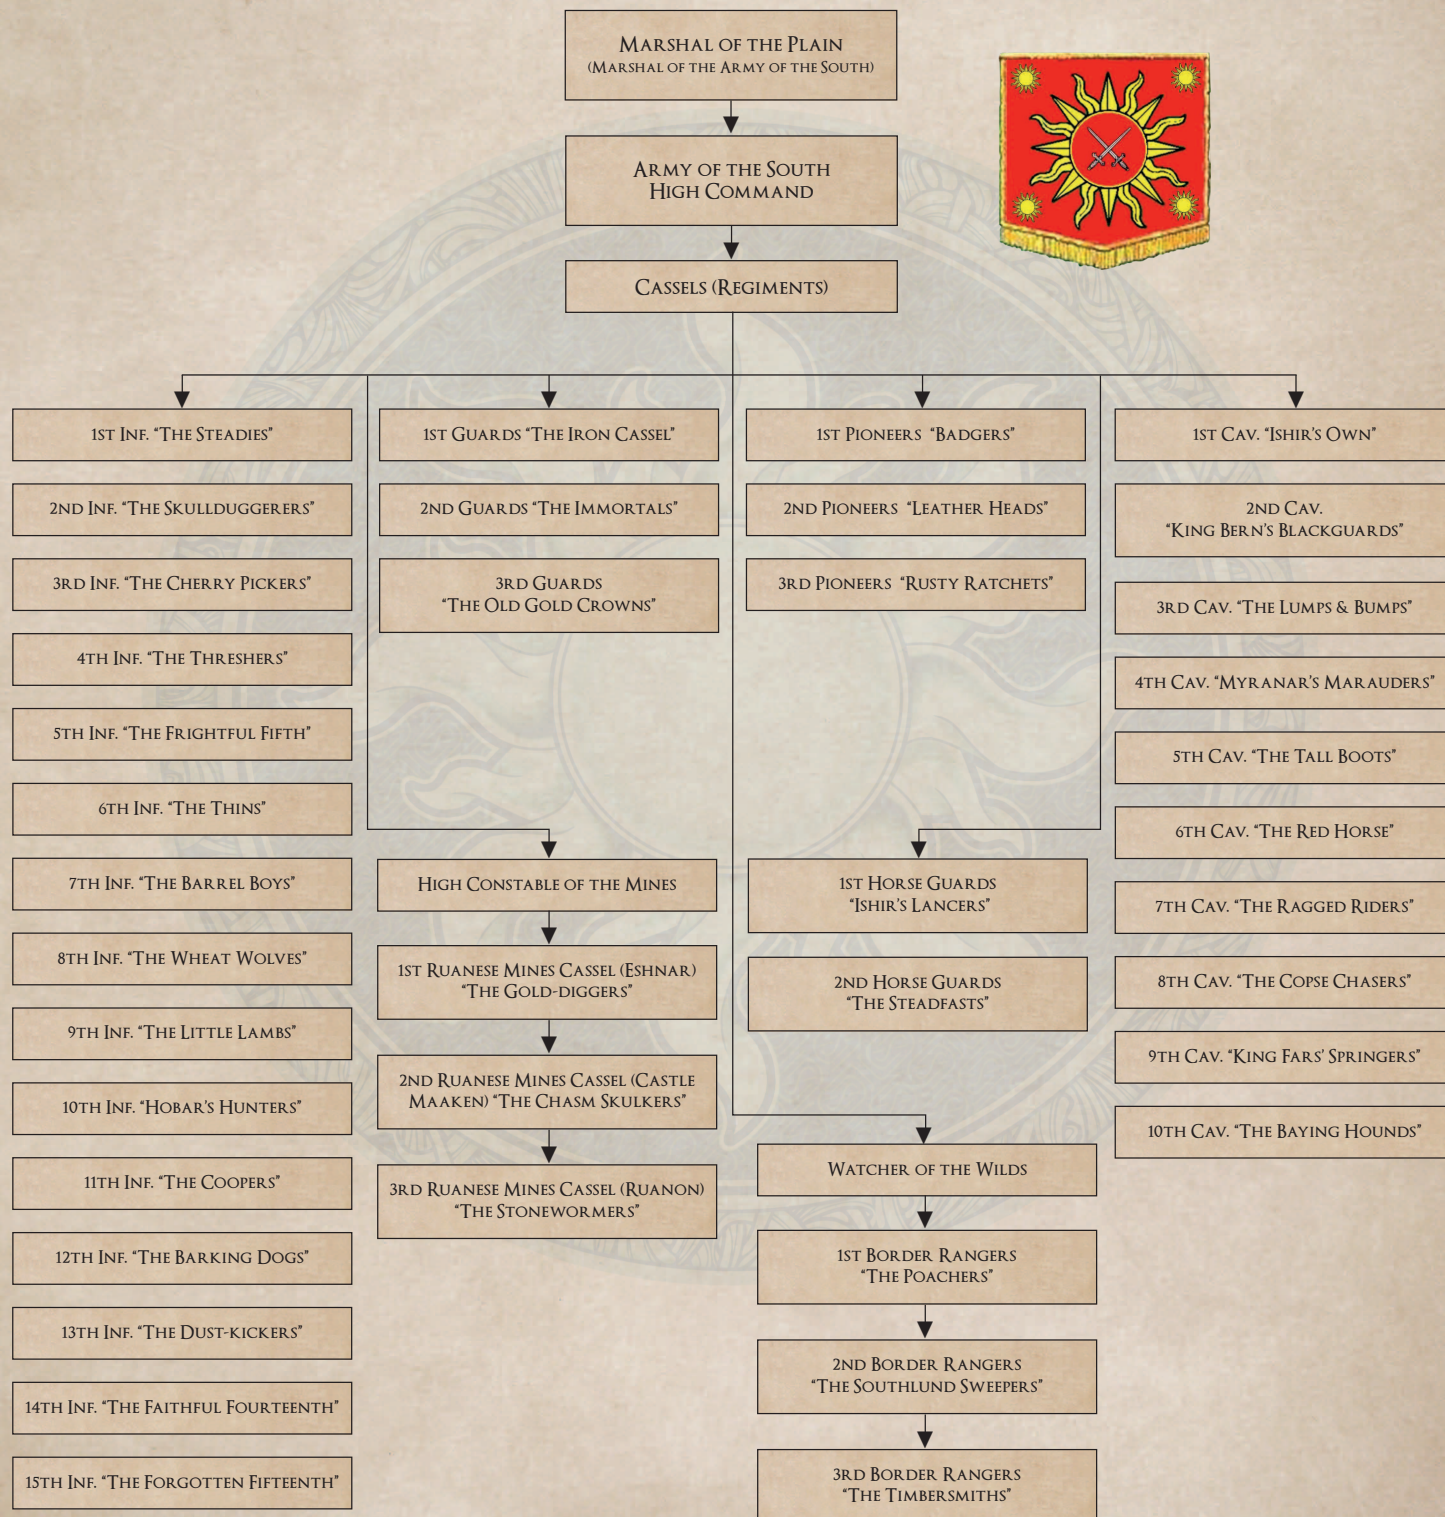 Marshal of the Plain
(Marshal of the Army of the South)
Army of the South
High Command
Cassels (Regiments)
1st Inf. "The Steadies"
2nd Inf. "The Skullduggerers"
3rd Inf. "The Cherry Pickers"
4th Inf. "The Threshers"
5th Inf. "The Frightful Fifth"
6th Inf. "The Thins"
7th Inf. "The Barrel Boys"
8th Inf. "The Wheat Wolves"
9th Inf. "The Little Lambs"
10th Inf. "Hobar's Hunters"
11th Inf. "The Coopers"
12th Inf. "The Barking Dogs"
13th Inf. "The Dust-kickers"
14th Inf. "The Faithful Fourteenth"
15th Inf. "The Forgotten Fifteenth"
1st Guards "The Iron Cassel"
2nd Guards "The Immortals"
3rd Guards
"The Old Gold Crowns"
High Constable of the Mines
1st Ruanese Mines Cassel (Eshnar)
"The Gold-diggers"
2nd Ruanese Mines Cassel (Castle
Maaken) "The Chasm Skulkers"
3rd Ruanese Mines Cassel (Ruanon)
"The Stonewormers"
1st Pioneers "Badgers"
2nd Pioneers "Leather Heads"
3rd Pioneers "Rusty Ratchets"
1st Horse Guards
"Ishir's Lancers"
2nd Horse Guards
"The Steadfasts"
Watcher of the Wilds
1st Border Rangers
"The Poachers"
2nd Border Rangers
"The Southlund Sweepers"
3rd Border Rangers
"The Timbersmiths"
1st Cav. "Ishir's Own"
2nd Cav.
"King Bern's Blackguards"
3rd Cav. "The Lumps & Bumps"
4th Cav. "Myranar's Marauders"
5th Cav. "The Tall Boots"
6th Cav. "The Red Horse"
7th Cav. "The Ragged Riders"
8th Cav. "The Copse Chasers"
9th Cav. "King Fars' Springers"
10th Cav. "The Baying Hounds"